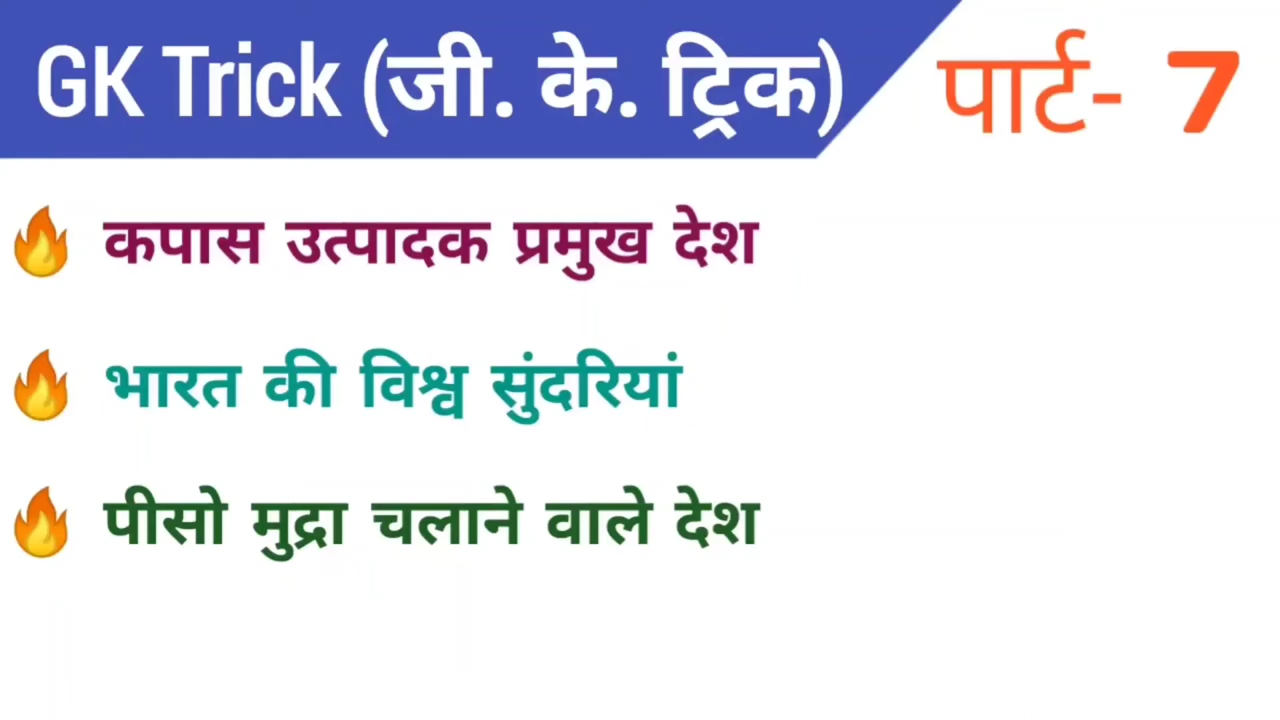 GK Trick (जी. के. ट्रिक) पार्ट- 7
🔥 कपास उत्पादक प्रमुख देश
🔥 भारत की विश्व सुंदरियां
🔥 पीसो मुद्रा चलाने वाले देश